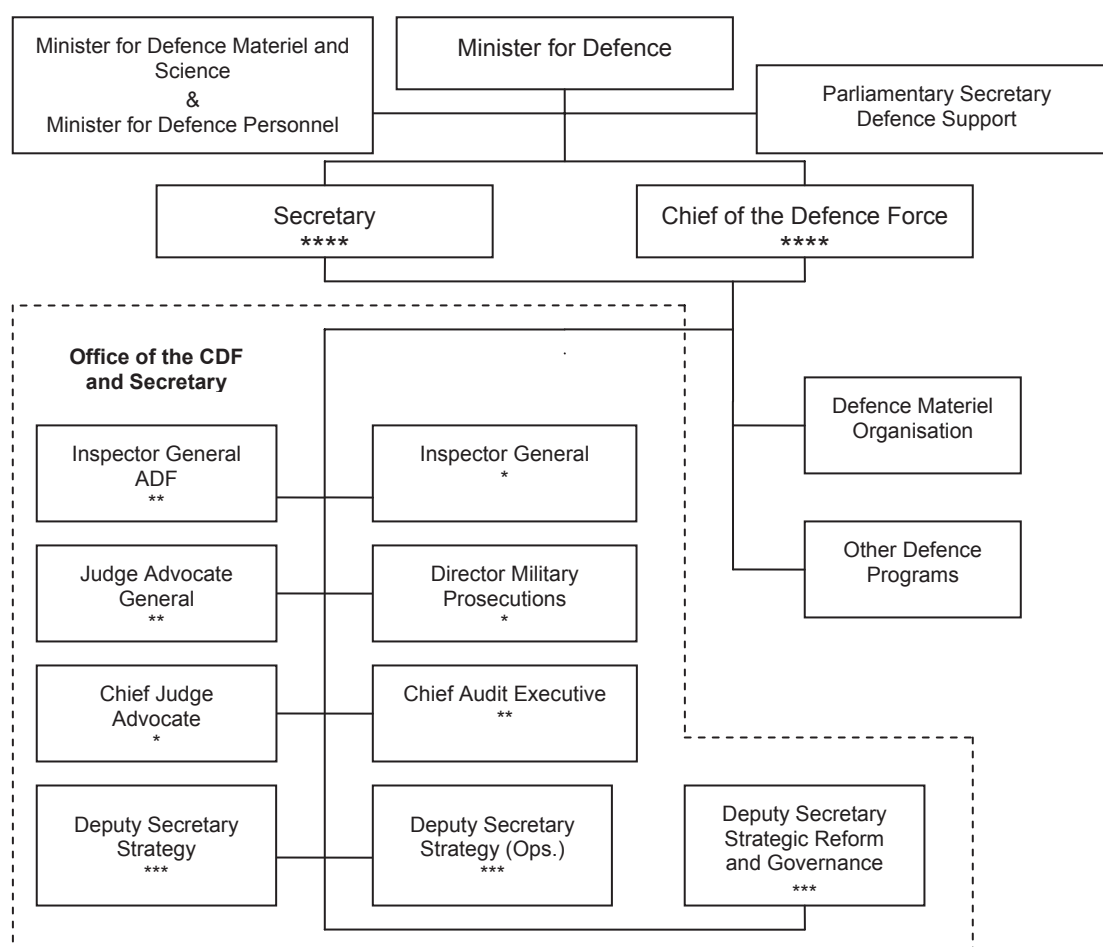 Minister for Defence Materiel and
Science
&
Minister for Defence Personnel
Minister for Defence
Parliamentary Secretary
Defence Support
Secretary
****
Chief of the Defence Force
****
Office of the CDF
and Secretary
Defence Materiel
Organisation
Inspector General
ADF
**
Inspector General
*
Other Defence
Programs
Judge Advocate
General
**
Director Military
Prosecutions
*
Chief Judge
Advocate
*
Chief Audit Executive
**
Deputy Secretary
Strategy
***
Deputy Secretary
Strategy (Ops.)
***
Deputy Secretary
Strategic Reform
and Governance
***